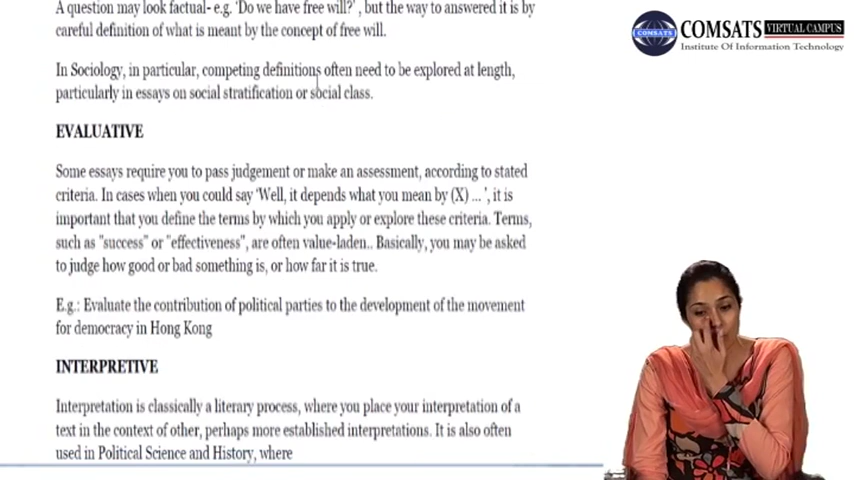 A question may look factual- e.g. 'Do we have free will?' , but the way to answered it is by
careful definition of what is meant by the concept of free will.
In Sociology, in particular, competing definitions often need to be explored at length,
particularly in essays on social stratification or social class.
EVALUATIVE
Some essays require you to pass judgement or make an assessment, according to stated
criteria. In cases when you could say 'Well, it depends what you mean by (X) ... ', it is
important that you define the terms by which you apply or explore these criteria. Terms,
such as "success" or "effectiveness", are often value-laden.. Basically, you may be asked
to judge how good or bad something is, or how far it is true.
E.g.: Evaluate the contribution of political parties to the development of the movement
for democracy in Hong Kong
INTERPRETIVE
Interpretation is classically a literary process, where you place your interpretation of a
text in the context of other, perhaps more established interpretations. It is also often
used in Political Science and History, where
COMSATS
COMSATS VIRTUAL CAMPUS
Institute Of Information Technology